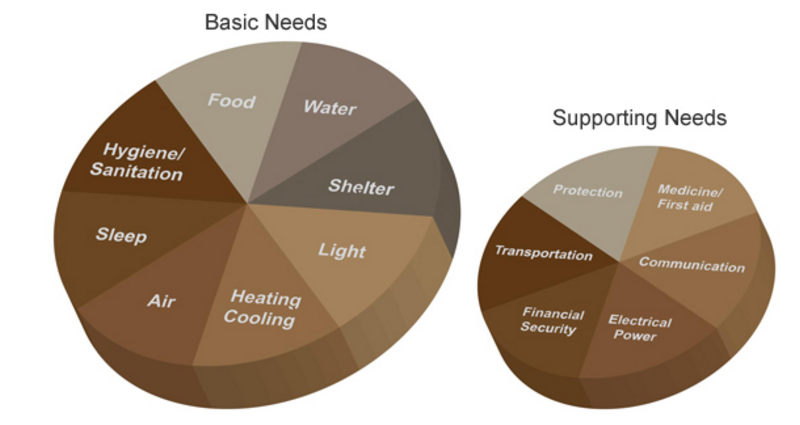 Basic Needs
Food
Water
Hygiene/
Sanitation
Shelter
Sleep
Light
Air
Heating
Cooling
Supporting Needs
Protection
Medicine/
First aid
Transportation
Communication
Financial
Security
Electrical
Power